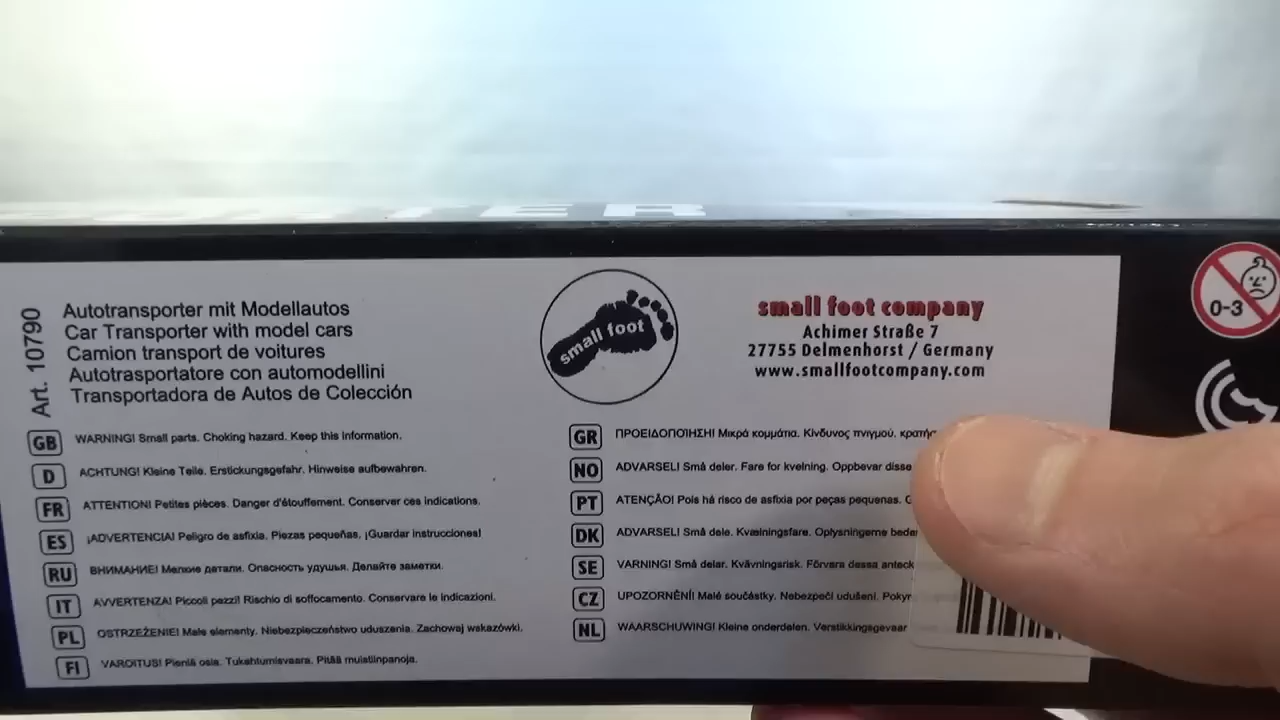 Art. 10790
Autotransporter mit Modellautos
Car Transporter with model cars
Camion transport de voitures
Autotrasportatore con automodellini
Transportadora de Autos de Colección
small foot
small foot company
Achimer Straße 7
27755 Delmenhorst / Germany
www.smallfootcompany.com
0-3
GB WARNING! Small parts. Choking hazard. Keep this information.
D ACHTUNG! Kleine Teile. Erstickungsgefahr. Hinweise aufbewahren.
FR ATTENTION! Petites pièces. Danger d'étouffement. Conserver ces indications.
ES ¡ADVERTENCIA! Peligro de asfixia. Piezas pequeñas. ¡Guardar instrucciones!
RU ВНИМАНИЕ! Мелкие детали. Опасность удушья. Делайте заметки.
IT AVVERTENZA! Piccoli pezzi! Rischio di soffocamento. Conservare le indicazioni.
PL OSTRZEŻENIE! Małe elementy. Niebezpieczeństwo uduszenia. Zachowaj wskazówki.
FI VAROITUS! Pieniä osia. Tukehtumisvaara. Pitää muistiinpanoja.
GR ΠΡΟΕΙΔΟΠΟΊΗΣΗ! Μικρά κομμάτια. Κίνδυνος πνιγμού.
NO ADVARSEL! Små deler. Fare for kvelning. Oppbevar disse
PT ATENÇÃO! Pois há risco de asfixia por peças pequenas.
DK ADVARSEL! Små dele. Kvælningsfare. Oplysningerne
SE VARNING! Små delar. Kvävningsrisk. Förvara dessa
CZ UPOZORNĚNÍ! Malé součástky. Nebezpečí udušení.
NL WAARSCHUWING! Kleine onderdelen. Verstikkingsgevaar